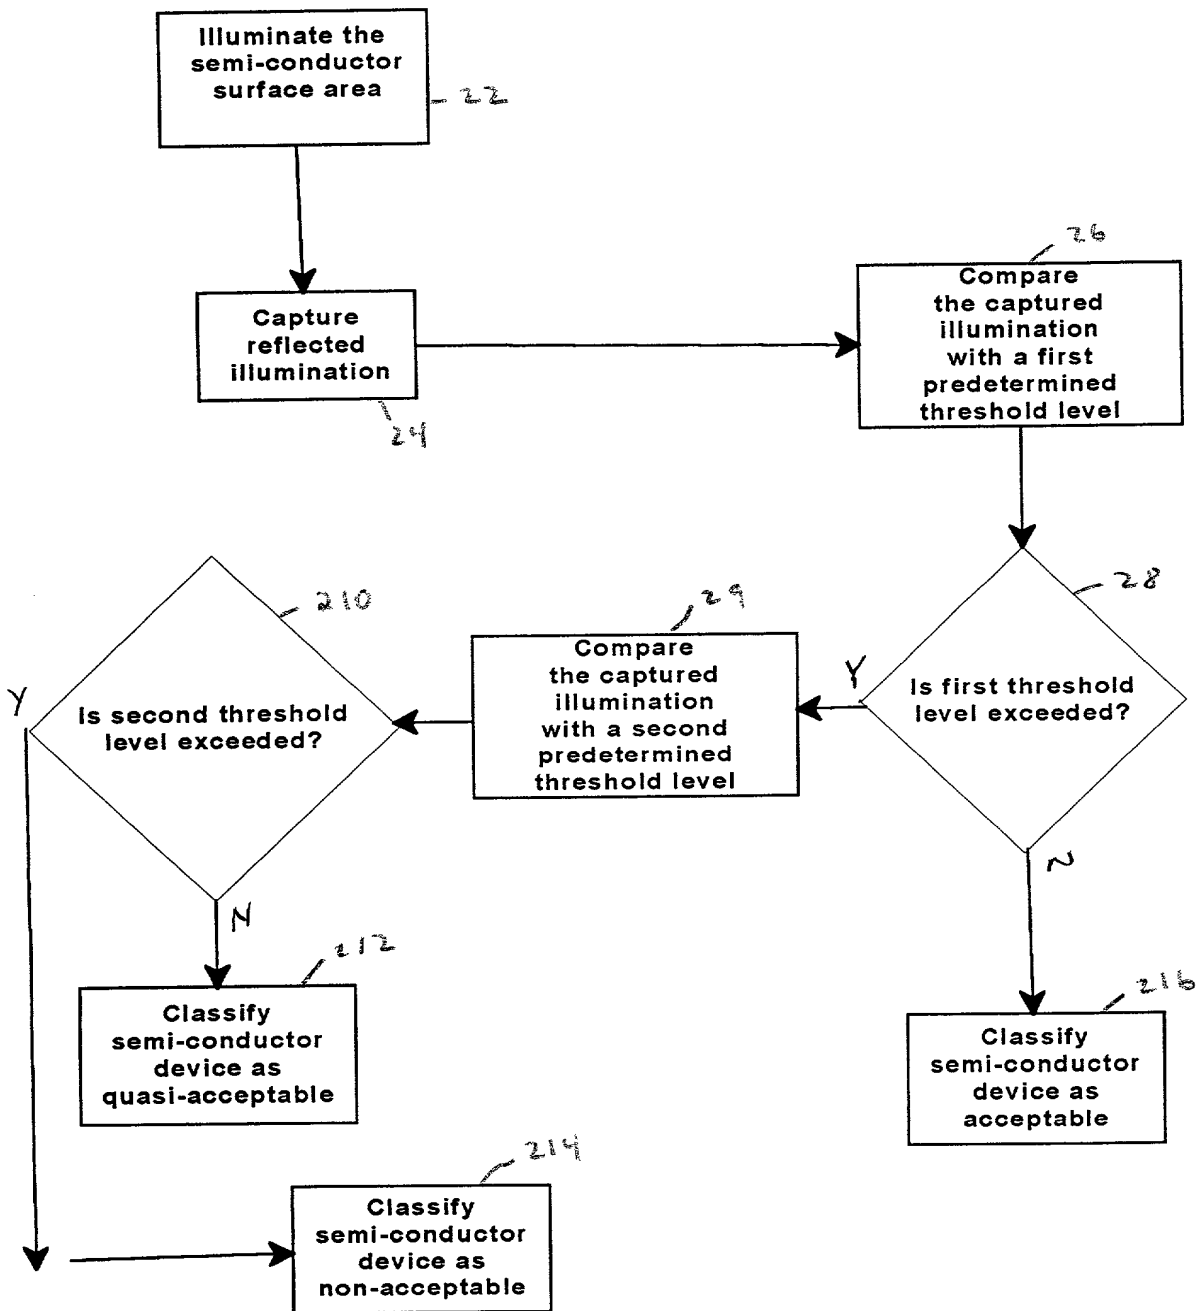 Illuminate the
semi-conductor
surface area
22
Capture
reflected
illumination
24
26
Compare
the captured
illumination
with a first
predetermined
threshold level
28
Is first threshold
level exceeded?
Y
N
29
Compare
the captured
illumination
with a second
predetermined
threshold level
210
Is second threshold
level exceeded?
Y
N
212
Classify
semi-conductor
device as
quasi-acceptable
216
Classify
semi-conductor
device as
acceptable
214
Classify
semi-conductor
device as
non-acceptable